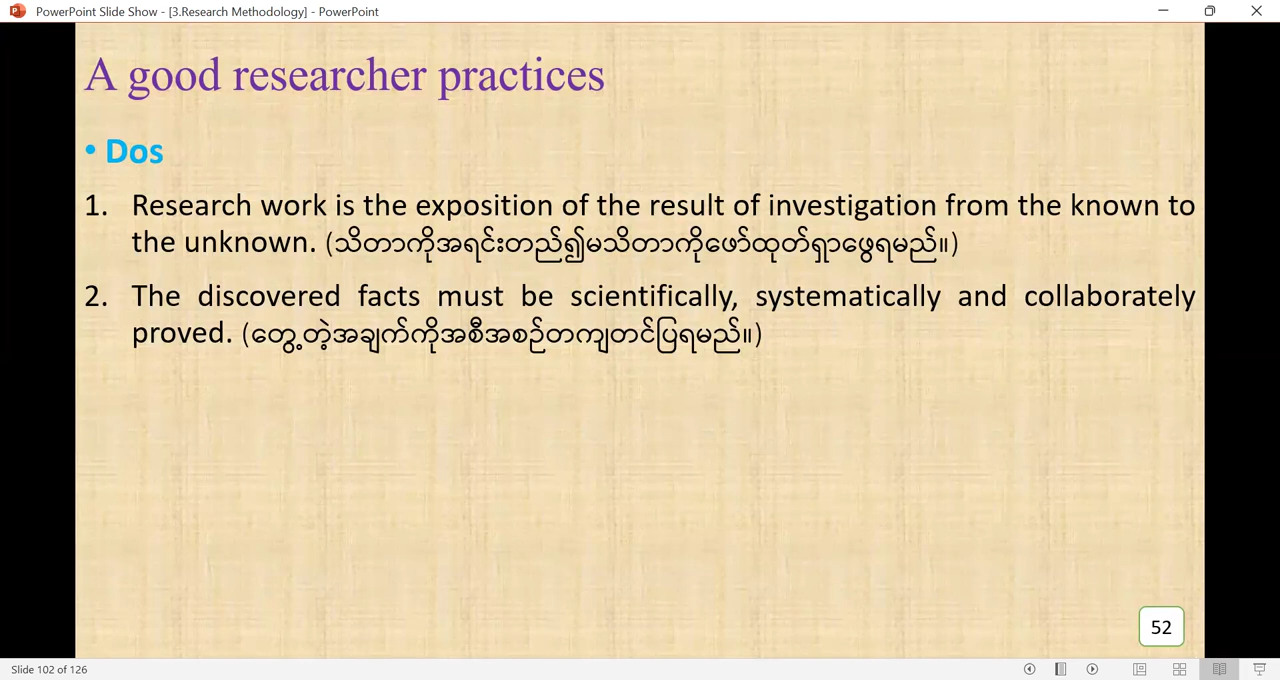 PowerPoint Slide Show - [3.Research Methodology] - PowerPoint
A good researcher practices
• Dos
1. Research work is the exposition of the result of investigation from the known to
the unknown. (သိတာကိုအရင်းတည်၍မသိတာကိုဖော်ထုတ်ရှာဖွေရမည်။)
2. The discovered facts must be scientifically, systematically and collaborately
proved. (တွေ့တဲ့အချက်ကိုအစီအစဉ်တကျတင်ပြရမည်။)
52
Slide 102 of 126